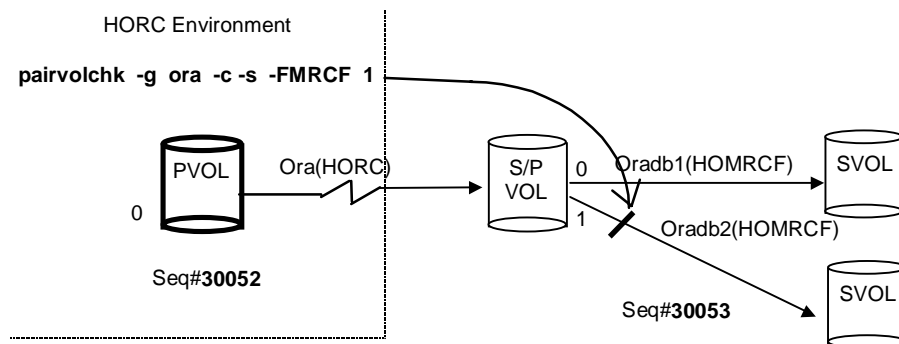 HORC Environment
pairvolchk -g ora -c -s -FMRCF 1
PVOL
Ora(HORC)
0
S/P
VOL
0
1
Oradb1(HOMRCF)
SVOL
Oradb2(HOMRCF)
Seq#30052
Seq#30053
SVOL